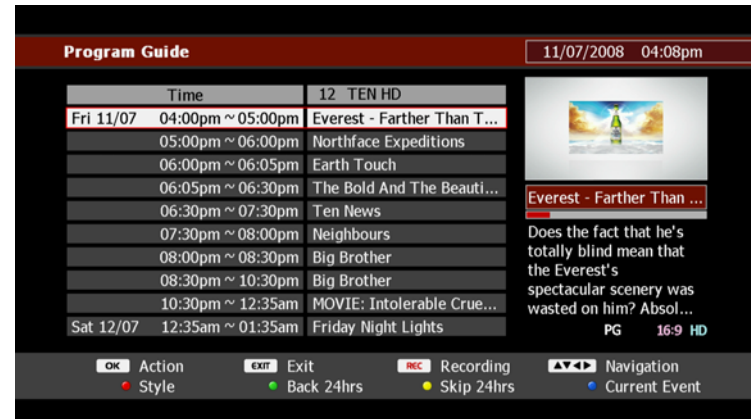 Program Guide
11/07/2008 04:08pm
Time
12 TEN HD
Fri 11/07 04:00pm ~ 05:00pm Everest - Farther Than T...
05:00pm ~ 06:00pm Northface Expeditions
06:00pm ~ 06:05pm Earth Touch
06:05pm ~ 06:30pm The Bold And The Beauti...
06:30pm ~ 07:30pm Ten News
07:30pm ~ 08:00pm Neighbours
08:00pm ~ 08:30pm Big Brother
08:30pm ~ 10:30pm Big Brother
10:30pm ~ 12:35am MOVIE: Intolerable Crue...
Sat 12/07 12:35am ~ 01:35am Friday Night Lights
Everest - Farther Than ...
Does the fact that he's
totally blind mean that
the Everest's
spectacular scenery was
wasted on him? Absol...
PG 16:9 HD
OK Action EXIT Exit REC Recording ▲▼◄► Navigation
Style Back 24hrs Skip 24hrs Current Event